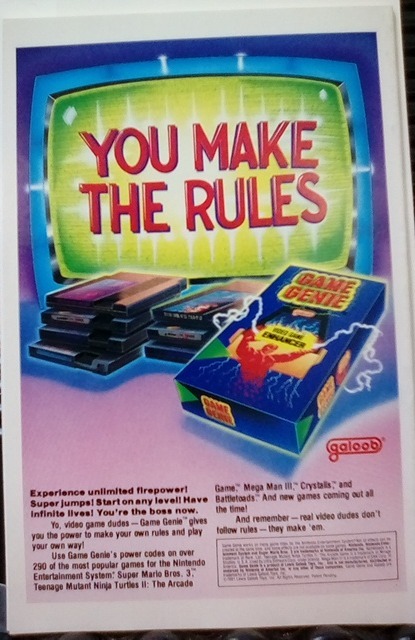 YOU MAKE
THE RULES
GAME
GENIE
VIDEO GAME
ENHANCER
GAME
GENIE
galoob
Experience unlimited firepower!
Super jumps! Start on any level! Have
infinite lives! You're the boss now.
Yo, video game dudes – Game Genie™ gives
you the power to make your own rules and play
your own way!
Use Game Genie's power codes on over
290 of the most popular games for the Nintendo
Entertainment System: Super Mario Bros. 3,™
Teenage Mutant Ninja Turtles II: The Arcade
Game,™ Mega Man III,™ Crystalis,™ and
Battletoads.™ And new games coming out all
the time!
And remember – real video dudes don't
follow rules – they make 'em.